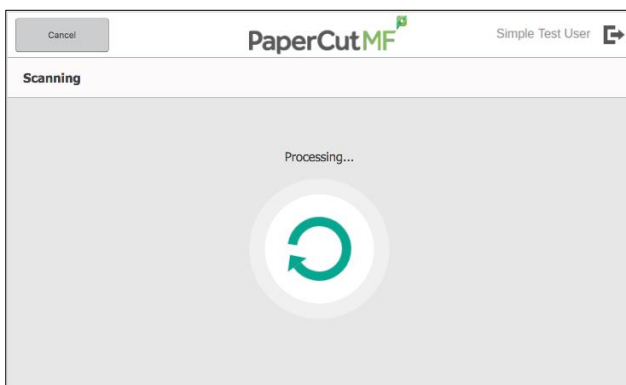 Cancel
PaperCutMF
Simple Test User
Scanning
Processing...